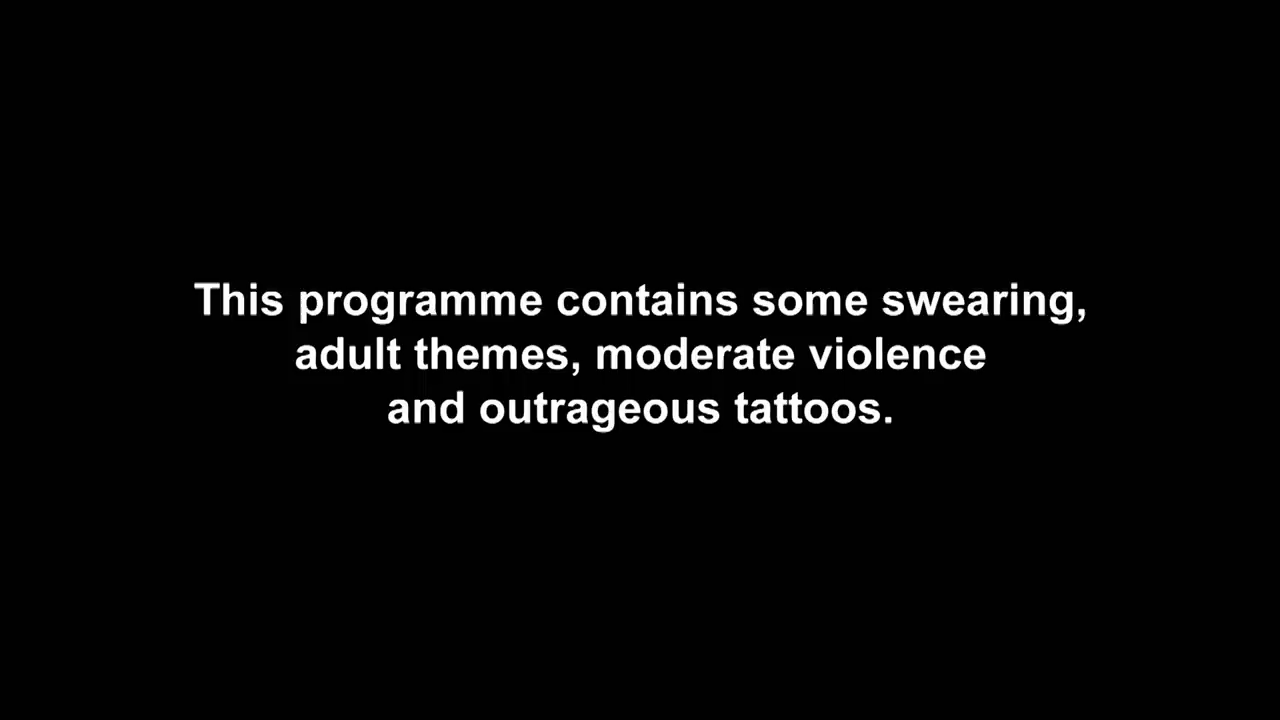 This programme contains some swearing,
adult themes, moderate violence
and outrageous tattoos.